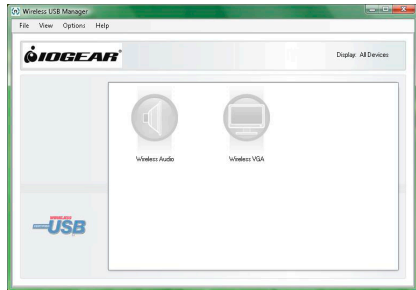 Wireless USB Manager
File View Options Help
IOGEAR
Display: All Devices
Wireless Audio Wireless VGA
WIRELESS
USB